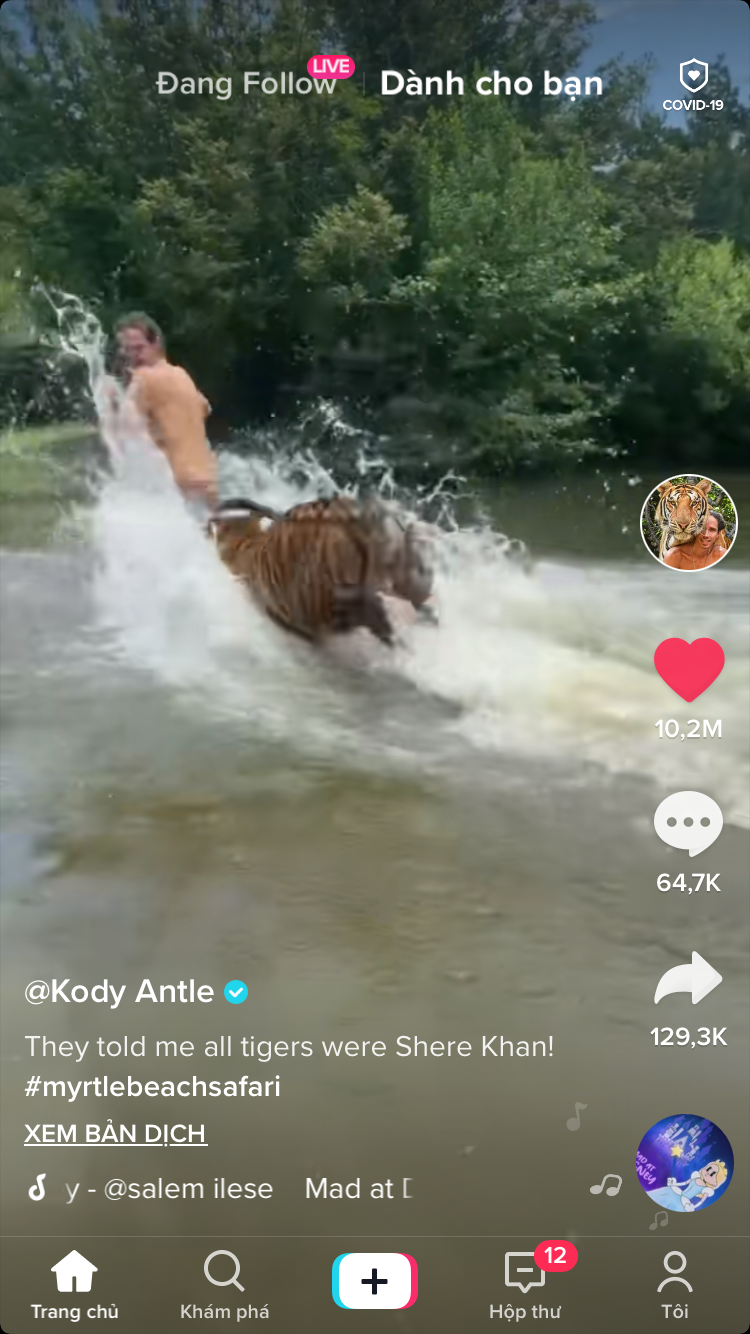 LIVE
Đang Follow
Dành cho bạn
COVID-19
10,2M
64,7K
129,3K
@Kody Antle
They told me all tigers were Shere Khan!
#myrtlebeachsafari
XEM BẢN DỊCH
y - @salem ilese Mad at D
12
Trang chủ
Khám phá
Hộp thư
Tôi